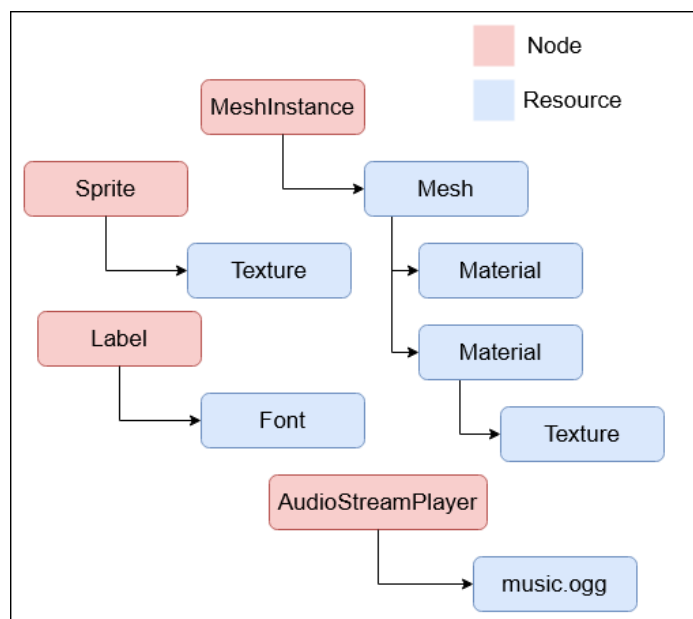 Node
Resource
MeshInstance
Sprite
Mesh
Texture
Material
Label
Material
Font
Texture
AudioStreamPlayer
music.ogg